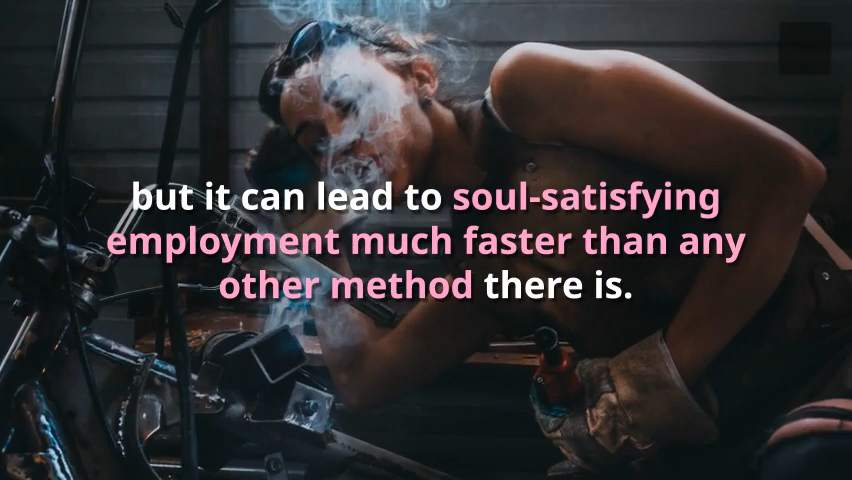 but it can lead to soul-satisfying
employment much faster than any
other method there is.